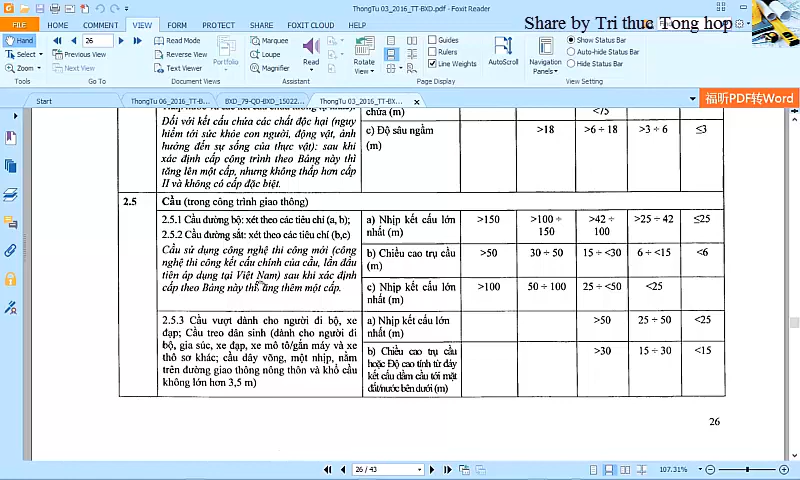 ThongTu 03_2016_TT-BXD.pdf - Foxit Reader
Share by Tri thuc Tong hop
FILE HOME COMMENT VIEW FORM PROTECT SHARE FOXIT CLOUD HELP
Hand
Select
Zoom
Tools
26
Previous View
Next View
Go To
Read Mode
Reverse View
Text Viewer
Portfolio
Document Views
Marquee
Loupe
Magnifier
Read
Assistant
Rotate View
Guides
Rulers
Line Weights
Page Display
AutoScroll
Navigation Panels
Show Status Bar
Auto-hide Status Bar
Hide Status Bar
View Setting
Start
ThongTu 06_2016_TT-B...
BXD_79-QD-BXD_15022...
ThongTu 03_2016_TT-BX...
福昕PDF转Word
chứa (m) <75
Đối với kết cấu chứa các chất độc hại (nguy
hiểm tới sức khỏe con người, động vật, ảnh
hưởng đến sự sống của thực vật): sau khi
xác định cấp công trình theo Bảng này thì
tăng lên một cấp, nhưng không thấp hơn cấp
II và không có cấp đặc biệt.
c) Độ sâu ngầm (m) >18 >6 ÷ 18 >3 ÷ 6 ≤3
2.5 Cầu (trong công trình giao thông)
2.5.1 Cầu đường bộ: xét theo các tiêu chí (a, b);
2.5.2 Cầu đường sắt: xét theo các tiêu chí (b,c)
Cầu sử dụng công nghệ thi công mới (công
nghệ thi công kết cấu chính của cầu, lần đầu
tiên áp dụng tại Việt Nam) sau khi xác định
cấp theo Bảng này thì tăng thêm một cấp.
a) Nhịp kết cấu lớn nhất (m) >150 >100 ÷ 150 >42 ÷ 100 >25 ÷ 42 ≤25
b) Chiều cao trụ cầu (m) >50 30 ÷ 50 15 ÷ <30 6 ÷ <15 <6
c) Nhịp kết cấu lớn nhất (m) >100 50 ÷ 100 25 ÷ <50 <25
2.5.3 Cầu vượt dành cho người đi bộ, xe
đạp; Cầu treo dân sinh (dành cho người đi
bộ, gia súc, xe đạp, xe mô tô/gắn máy và xe
thô sơ khác; cầu dây võng, một nhịp, nằm
trên đường giao thông nông thôn và khổ cầu
không lớn hơn 3,5 m)
a) Nhịp kết cấu lớn nhất (m) >50 25 ÷ 50 <25
b) Chiều cao trụ cầu
hoặc Độ cao tính từ đáy
kết cấu dầm cầu tới mặt
đất/nước bên dưới (m) >30 15 ÷ 30 <15
26
26 / 43
107.31%